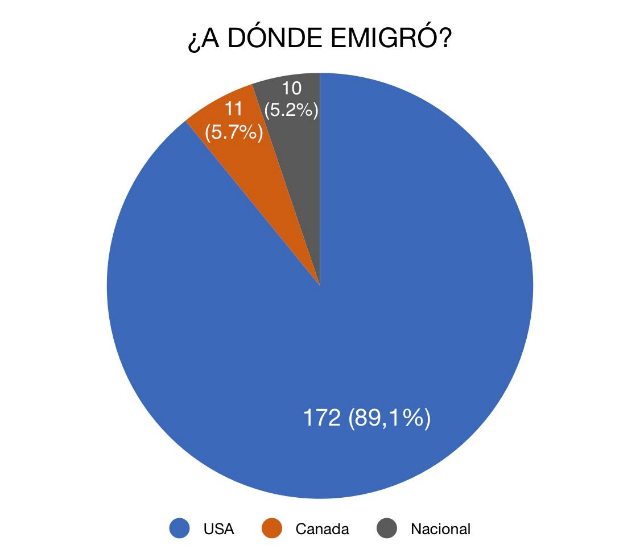 ¿A DÓNDE EMIGRÓ?
10
(5.2%)
11
(5.7%)
172 (89,1%)
USA Canada Nacional